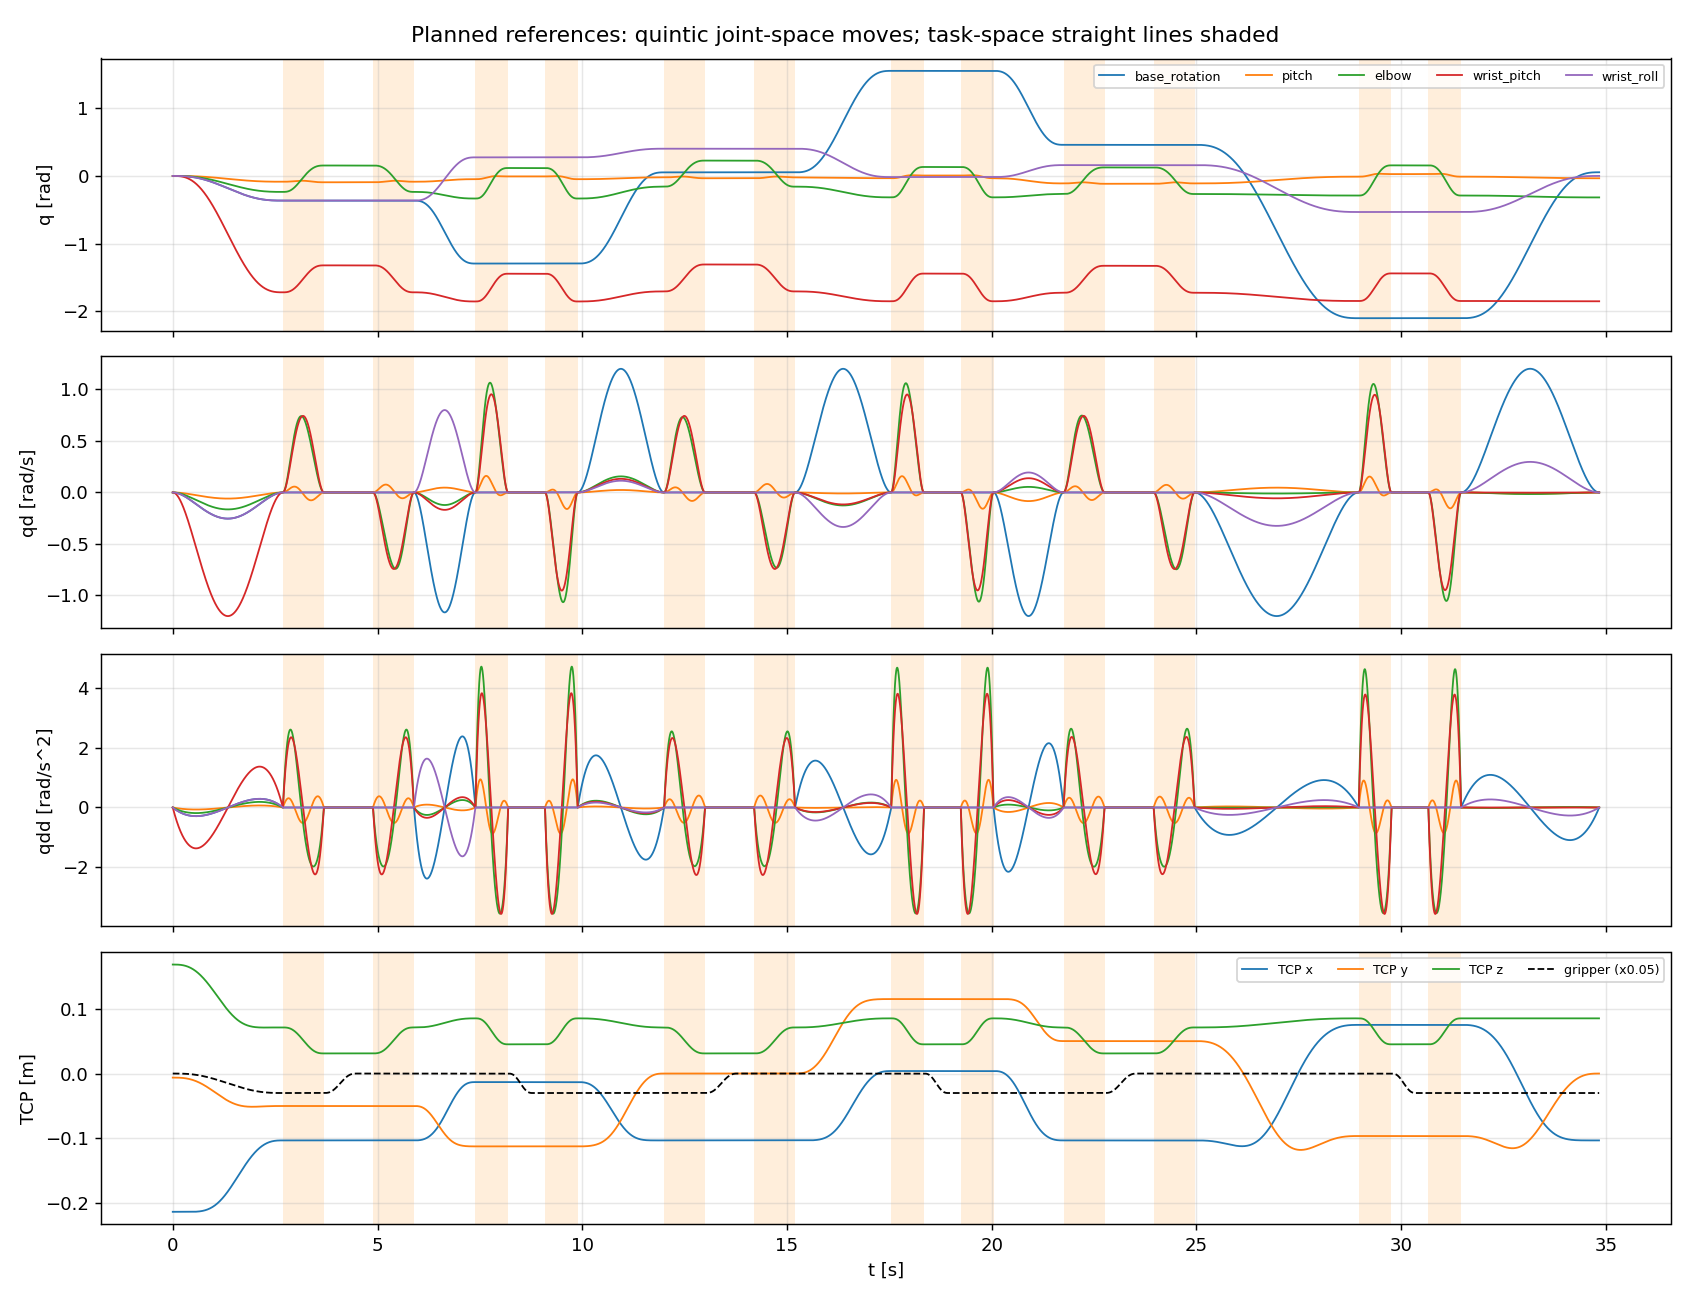 Planned references: quintic joint-space moves; task-space straight lines shaded
base_rotation pitch elbow wrist_pitch wrist_roll
q [rad]
1
0
−1
−2
qd [rad/s]
1.0
0.5
0.0
−0.5
−1.0
qdd [rad/s^2]
4
2
0
−2
TCP x TCP y TCP z gripper (x0.05)
TCP [m]
0.1
0.0
−0.1
−0.2
0 5 10 15 20 25 30 35
t [s]